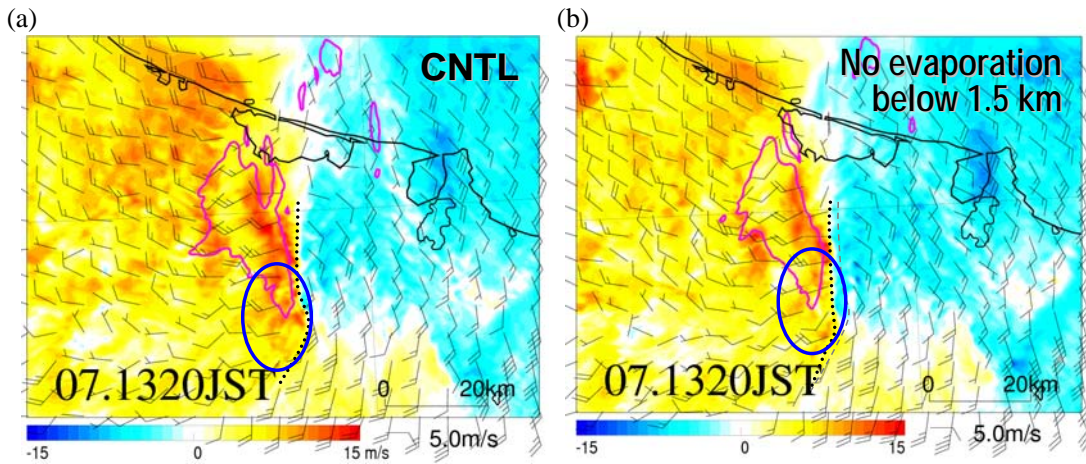 (a)
CNTL
07.1320JST
0 20km
-15 0 15 m/s
5.0m/s
(b)
No evaporation
below 1.5 km
07.1320JST
0 20km
-15 0 15
5.0m/s